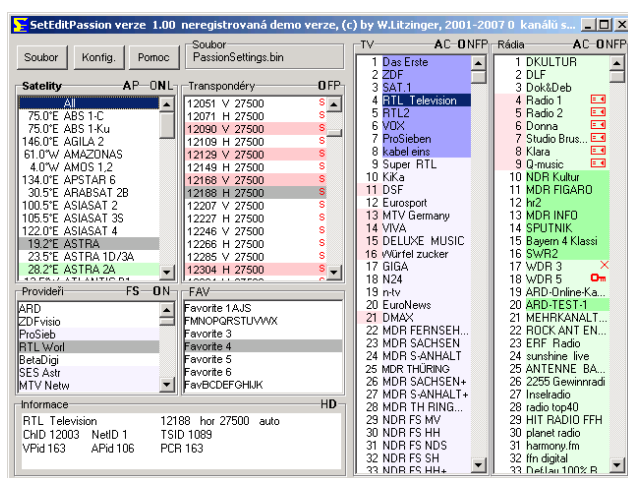 SetEditPassion verze 1.00 neregistrovaná demo verze, (c) by W.Litzinger, 2001-2007 0 kanálů s...
Soubor
Konfig.
Pomoc
Soubor
PassionSettings.bin
Satelity AP ONL
All
75.0°E ABS 1-C
75.0°E ABS 1-Ku
146.0°E AGILA 2
61.0°W AMAZONAS
4.0°W AMOS 1,2
134.0°E APSTAR 6
30.5°E ARABSAT 2B
100.5°E ASIASAT 2
105.5°E ASIASAT 3S
122.0°E ASIASAT 4
19.2°E ASTRA
23.5°E ASTRA 1D/3A
28.2°E ASTRA 2A
Transpondéry OFP
12051 V 27500 S
12071 H 27500 S
12090 V 27500 S
12109 H 27500 S
12129 V 27500 S
12149 H 27500 S
12168 V 27500 S
12188 H 27500 S
12207 V 27500 S
12227 H 27500 S
12246 V 27500 S
12266 H 27500 S
12285 V 27500 S
12304 H 27500 S
Provideři FS ON
ARD
ZDFvisio
ProSieb
RTL Worl
BetaDigi
SES Astr
MTV Netw
FAV
Favorite 1AJS
FMNOPQRSTUVWX
Favorite 3
Favorite 4
Favorite 5
Favorite 6
FavBCDEFGHIJK
Informace HD
RTL Television 12188 hor 27500 auto
ChID 12003 NetID 1 TSID 1089
VPid 163 APid 106 PCR 163
TV AC ONFP
1 Das Erste
2 ZDF
3 SAT.1
4 RTL Television
5 RTL2
6 VOX
7 ProSieben
8 kabel eins
9 Super RTL
10 KiKa
11 DSF
12 Eurosport
13 MTV Germany
14 VIVA
15 DELUXE MUSIC
16 Würfel zucker
17 GIGA
18 N24
19 n-tv
20 EuroNews
21 DMAX
22 MDR FERNSEH...
23 MDR SACHSEN
24 MDR S-ANHALT
25 MDR THÜRING
26 MDR SACHSEN+
27 MDR S-ANHALT+
28 MDR TH RING...
29 NDR FS MV
30 NDR FS HH
31 NDR FS NDS
32 NDR FS SH
33 NDR FS HH+
Rádia AC ONFP
1 DKULTUR
2 DLF
3 Dok&Deb
4 Radio 1
5 Radio 2
6 Donna
7 Studio Brus...
8 Klara
9 Q-music
10 NDR Kultur
11 MDR FIGARO
12 hr2
13 MDR INFO
14 SPUTNIK
15 Bayern 4 Klassi
16 SWR2
17 WDR 3
18 WDR 5
19 ARD-Online-Ka...
20 ARD-TEST-1
21 MEHRKANALT...
22 ROCK ANT EN...
23 ERF Radio
24 sunshine live
25 ANTENNE BA...
26 2255 Gewinnradi
27 Inselradio
28 radio top40
29 HIT RADIO FFH
30 planet radio
31 harmony.fm
32 ffn digital